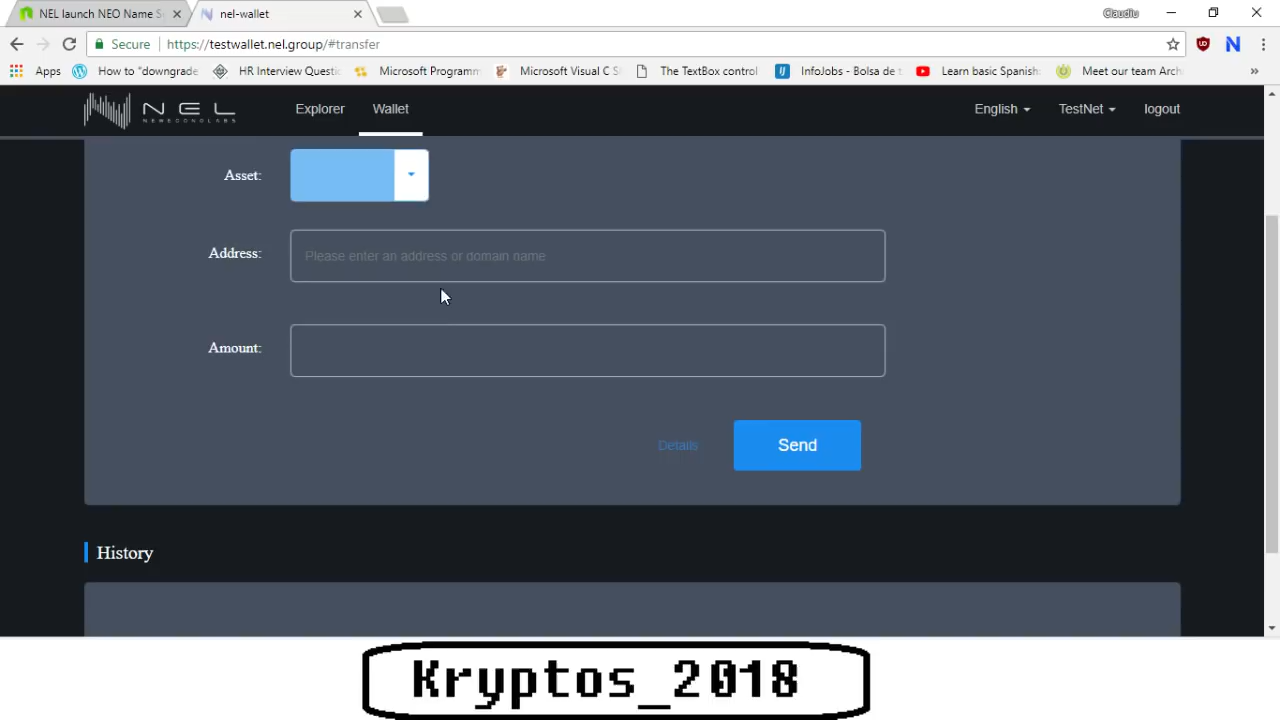 NEL launch NEO Name S
nel-wallet
Claudiu
Secure
https://testwallet.nel.group/#transfer
Apps
How to "downgrade
HR Interview Questi
Microsoft Programm
Microsoft Visual C S
The TextBox control
InfoJobs - Bolsa de t
Learn basic Spanish:
Meet our team Arch
NEL
NEWECONOLABS
Explorer
Wallet
English
TestNet
logout
Asset:
Address:
Please enter an address or domain name
Amount:
Details
Send
History
Kryptos_2018